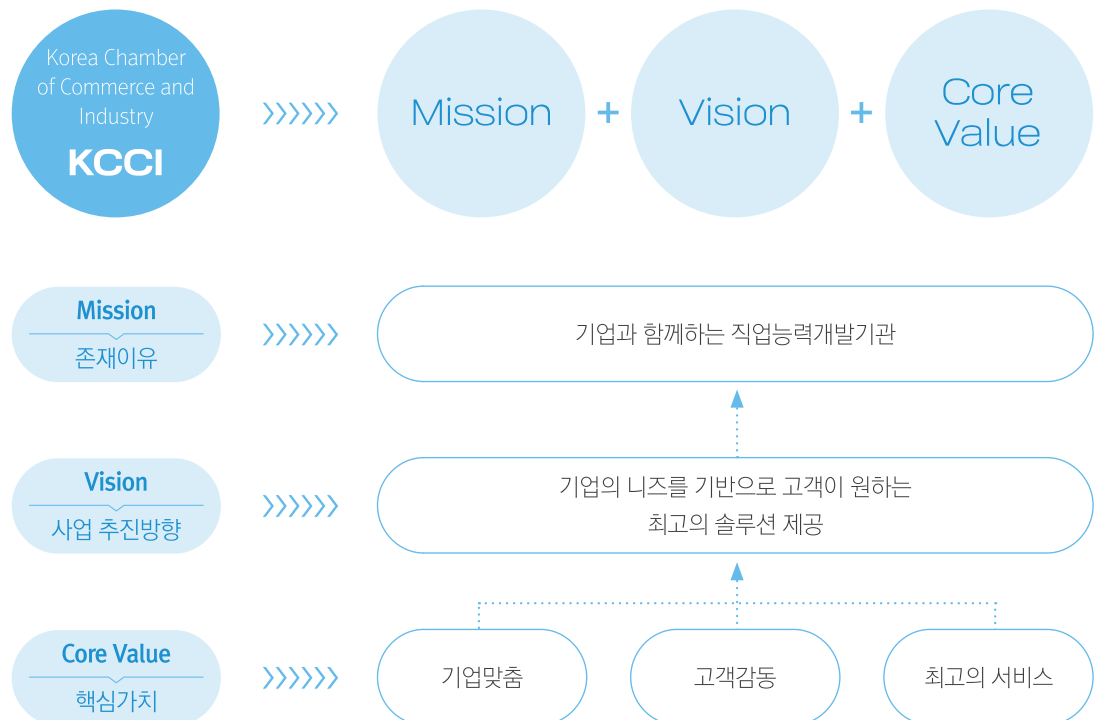 Korea Chamber
of Commerce and
Industry
KCCI
Mission
+
Vision
+
Core
Value
Mission
존재이유
기업과 함께하는 직업능력개발기관
Vision
사업 추진방향
기업의 니즈를 기반으로 고객이 원하는
최고의 솔루션 제공
Core Value
핵심가치
기업맞춤
고객감동
최고의 서비스